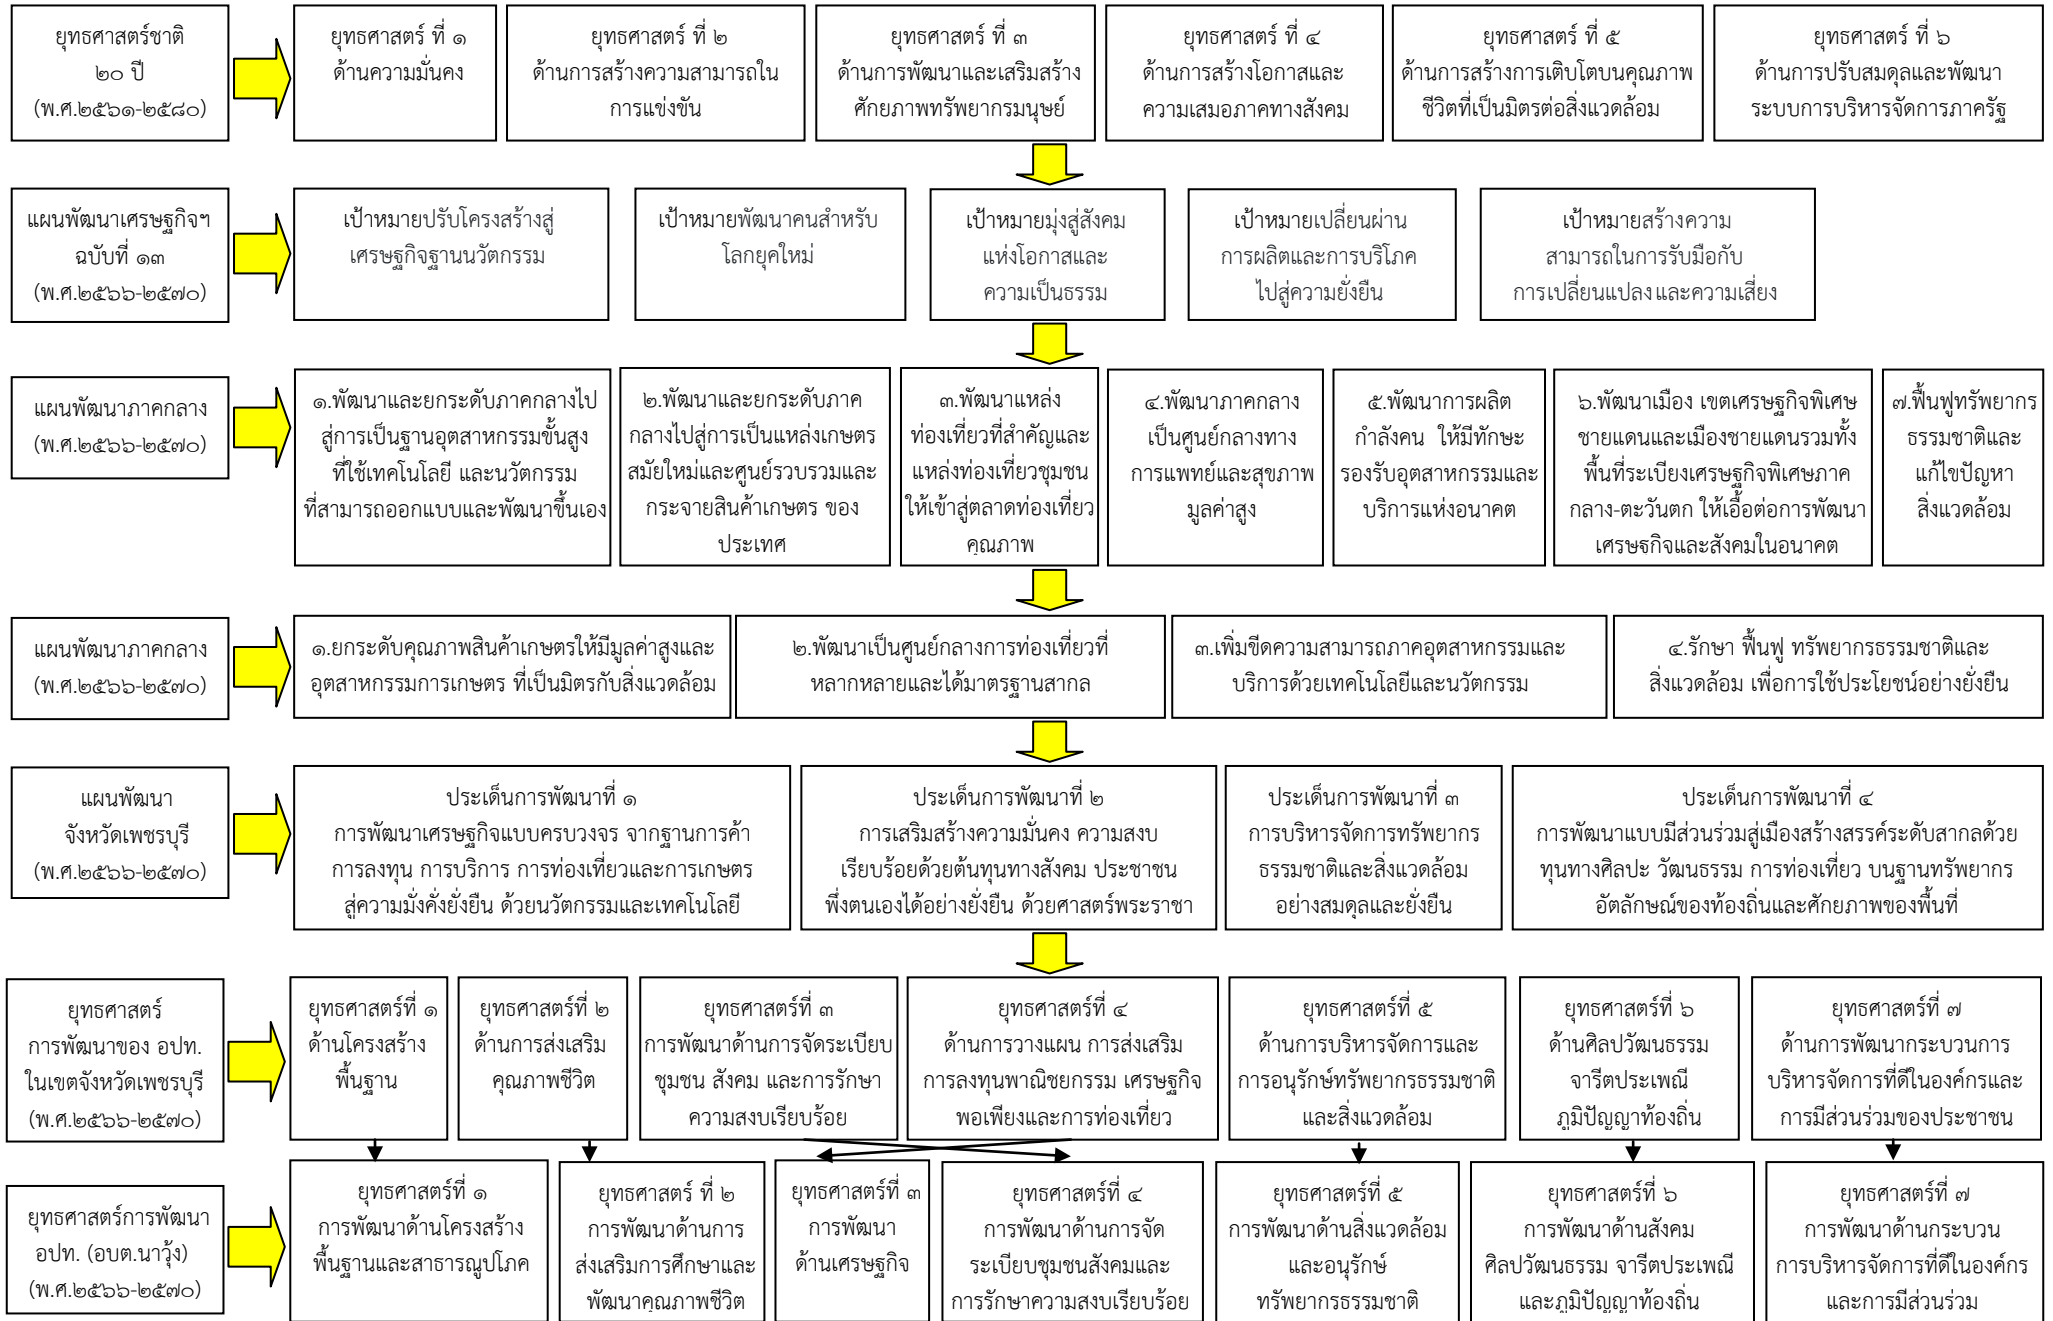 ยุทธศาสตร์ชาติ
๒๐ ปี
(พ.ศ.๒๕๖๑-๒๕๘๐)
ยุทธศาสตร์ ที่ ๑
ด้านความมั่นคง
ยุทธศาสตร์ ที่ ๒
ด้านการสร้างความสามารถใน
การแข่งขัน
ยุทธศาสตร์ ที่ ๓
ด้านการพัฒนาและเสริมสร้าง
ศักยภาพทรัพยากรมนุษย์
ยุทธศาสตร์ ที่ ๔
ด้านการสร้างโอกาสและ
ความเสมอภาคทางสังคม
ยุทธศาสตร์ ที่ ๕
ด้านการสร้างการเติบโตบนคุณภาพ
ชีวิตที่เป็นมิตรต่อสิ่งแวดล้อม
ยุทธศาสตร์ ที่ ๖
ด้านการปรับสมดุลและพัฒนา
ระบบการบริหารจัดการภาครัฐ
แผนพัฒนาเศรษฐกิจฯ
ฉบับที่ ๑๓
(พ.ศ.๒๕๖๖-๒๕๗๐)
เป้าหมายปรับโครงสร้างสู่
เศรษฐกิจฐานนวัตกรรม
เป้าหมายพัฒนาคนสำหรับ
โลกยุคใหม่
เป้าหมายมุ่งสู่สังคม
แห่งโอกาสและ
ความเป็นธรรม
เป้าหมายเปลี่ยนผ่าน
การผลิตและการบริโภค
ไปสู่ความยั่งยืน
เป้าหมายสร้างความ
สามารถในการรับมือกับ
การเปลี่ยนแปลงและความเสี่ยง
แผนพัฒนาภาคกลาง
(พ.ศ.๒๕๖๖-๒๕๗๐)
๑.พัฒนาและยกระดับภาคกลางไป
สู่การเป็นฐานอุตสาหกรรมขั้นสูง
ที่ใช้เทคโนโลยี และนวัตกรรม
ที่สามารถออกแบบและพัฒนาขึ้นเอง
๒.พัฒนาและยกระดับภาค
กลางไปสู่การเป็นแหล่งเกษตร
สมัยใหม่และศูนย์รวบรวมและ
กระจายสินค้าเกษตร ของ
ประเทศ
๓.พัฒนาแหล่ง
ท่องเที่ยวที่สำคัญและ
แหล่งท่องเที่ยวชุมชน
ให้เข้าสู่ตลาดท่องเที่ยว
คุณภาพ
๔.พัฒนาภาคกลาง
เป็นศูนย์กลางทาง
การแพทย์และสุขภาพ
มูลค่าสูง
๕.พัฒนาการผลิต
กำลังคน ให้มีทักษะ
รองรับอุตสาหกรรมและ
บริการแห่งอนาคต
๖.พัฒนาเมือง เขตเศรษฐกิจพิเศษ
ชายแดนและเมืองชายแดนรวมทั้ง
พื้นที่ระเบียงเศรษฐกิจพิเศษภาค
กลาง-ตะวันตก ให้เอื้อต่อการพัฒนา
เศรษฐกิจและสังคมในอนาคต
๗.ฟื้นฟูทรัพยากร
ธรรมชาติและ
แก้ไขปัญหา
สิ่งแวดล้อม
แผนพัฒนาภาคกลาง
(พ.ศ.๒๕๖๖-๒๕๗๐)
๑.ยกระดับคุณภาพสินค้าเกษตรให้มีมูลค่าสูงและ
อุตสาหกรรมการเกษตร ที่เป็นมิตรกับสิ่งแวดล้อม
๒.พัฒนาเป็นศูนย์กลางการท่องเที่ยวที่
หลากหลายและได้มาตรฐานสากล
๓.เพิ่มขีดความสามารถภาคอุตสาหกรรมและ
บริการด้วยเทคโนโลยีและนวัตกรรม
๔.รักษา ฟื้นฟู ทรัพยากรธรรมชาติและ
สิ่งแวดล้อม เพื่อการใช้ประโยชน์อย่างยั่งยืน
แผนพัฒนา
จังหวัดเพชรบุรี
(พ.ศ.๒๕๖๖-๒๕๗๐)
ประเด็นการพัฒนาที่ ๑
การพัฒนาเศรษฐกิจแบบครบวงจร จากฐานการค้า
การลงทุน การบริการ การท่องเที่ยวและการเกษตร
สู่ความมั่งคั่งยั่งยืน ด้วยนวัตกรรมและเทคโนโลยี
ประเด็นการพัฒนาที่ ๒
การเสริมสร้างความมั่นคง ความสงบ
เรียบร้อยด้วยต้นทุนทางสังคม ประชาชน
พึ่งตนเองได้อย่างยั่งยืน ด้วยศาสตร์พระราชา
ประเด็นการพัฒนาที่ ๓
การบริหารจัดการทรัพยากร
ธรรมชาติและสิ่งแวดล้อม
อย่างสมดุลและยั่งยืน
ประเด็นการพัฒนาที่ ๔
การพัฒนาแบบมีส่วนร่วมสู่เมืองสร้างสรรค์ระดับสากลด้วย
ทุนทางศิลปะ วัฒนธรรม การท่องเที่ยว บนฐานทรัพยากร
อัตลักษณ์ของท้องถิ่นและศักยภาพของพื้นที่
ยุทธศาสตร์
การพัฒนาของ อปท.
ในเขตจังหวัดเพชรบุรี
(พ.ศ.๒๕๖๖-๒๕๗๐)
ยุทธศาสตร์ที่ ๑
ด้านโครงสร้าง
พื้นฐาน
ยุทธศาสตร์ที่ ๒
ด้านการส่งเสริม
คุณภาพชีวิต
ยุทธศาสตร์ที่ ๓
การพัฒนาด้านการจัดระเบียบ
ชุมชน สังคม และการรักษา
ความสงบเรียบร้อย
ยุทธศาสตร์ที่ ๔
ด้านการวางแผน การส่งเสริม
การลงทุนพาณิชยกรรม เศรษฐกิจ
พอเพียงและการท่องเที่ยว
ยุทธศาสตร์ที่ ๕
ด้านการบริหารจัดการและ
การอนุรักษ์ทรัพยากรธรรมชาติ
และสิ่งแวดล้อม
ยุทธศาสตร์ที่ ๖
ด้านศิลปวัฒนธรรม
จารีตประเพณี
ภูมิปัญญาท้องถิ่น
ยุทธศาสตร์ที่ ๗
ด้านการพัฒนากระบวนการ
บริหารจัดการที่ดีในองค์กรและ
การมีส่วนร่วมของประชาชน
ยุทธศาสตร์การพัฒนา
อปท. (อบต.นาวุ้ง)
(พ.ศ.๒๕๖๖-๒๕๗๐)
ยุทธศาสตร์ที่ ๑
การพัฒนาด้านโครงสร้าง
พื้นฐานและสาธารณูปโภค
ยุทธศาสตร์ ที่ ๒
การพัฒนาด้านการ
ส่งเสริมการศึกษาและ
พัฒนาคุณภาพชีวิต
ยุทธศาสตร์ที่ ๓
การพัฒนา
ด้านเศรษฐกิจ
ยุทธศาสตร์ที่ ๔
การพัฒนาด้านการจัด
ระเบียบชุมชนสังคมและ
การรักษาความสงบเรียบร้อย
ยุทธศาสตร์ที่ ๕
การพัฒนาด้านสิ่งแวดล้อม
และอนุรักษ์
ทรัพยากรธรรมชาติ
ยุทธศาสตร์ที่ ๖
การพัฒนาด้านสังคม
ศิลปวัฒนธรรม จารีตประเพณี
และภูมิปัญญาท้องถิ่น
ยุทธศาสตร์ที่ ๗
การพัฒนาด้านกระบวน
การบริหารจัดการที่ดีในองค์กร
และการมีส่วนร่วม